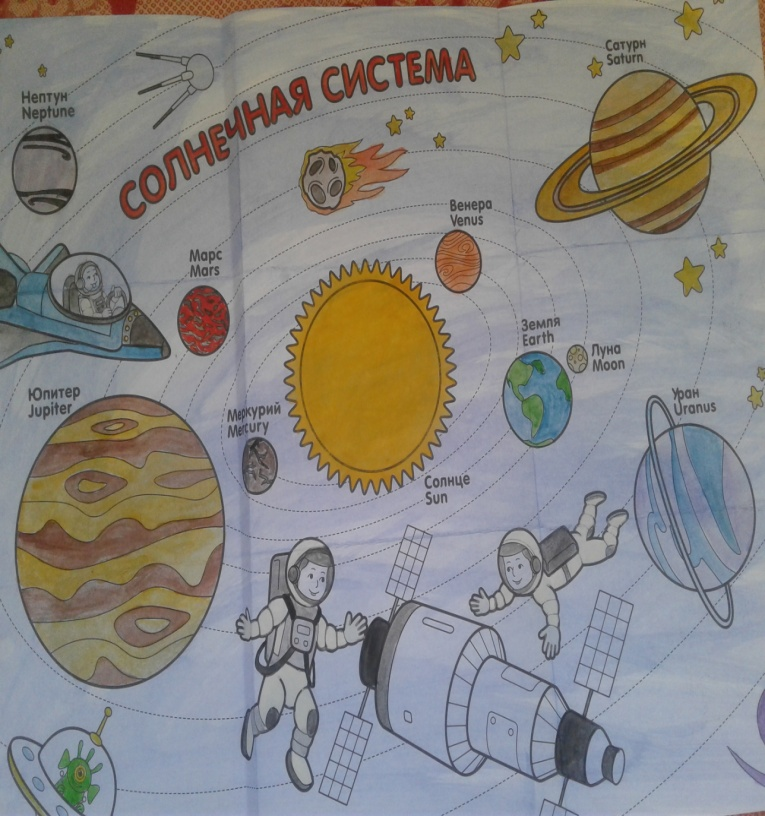 СОЛНЕЧНАЯ СИСТЕМА
Сатурн
Saturn
Нептун
Neptune
Венера
Venus
Марс
Mars
Земля
Earth
Луна
Moon
Юпитер
Jupiter
Меркурий
Mercury
Уран
Uranus
Солнце
Sun